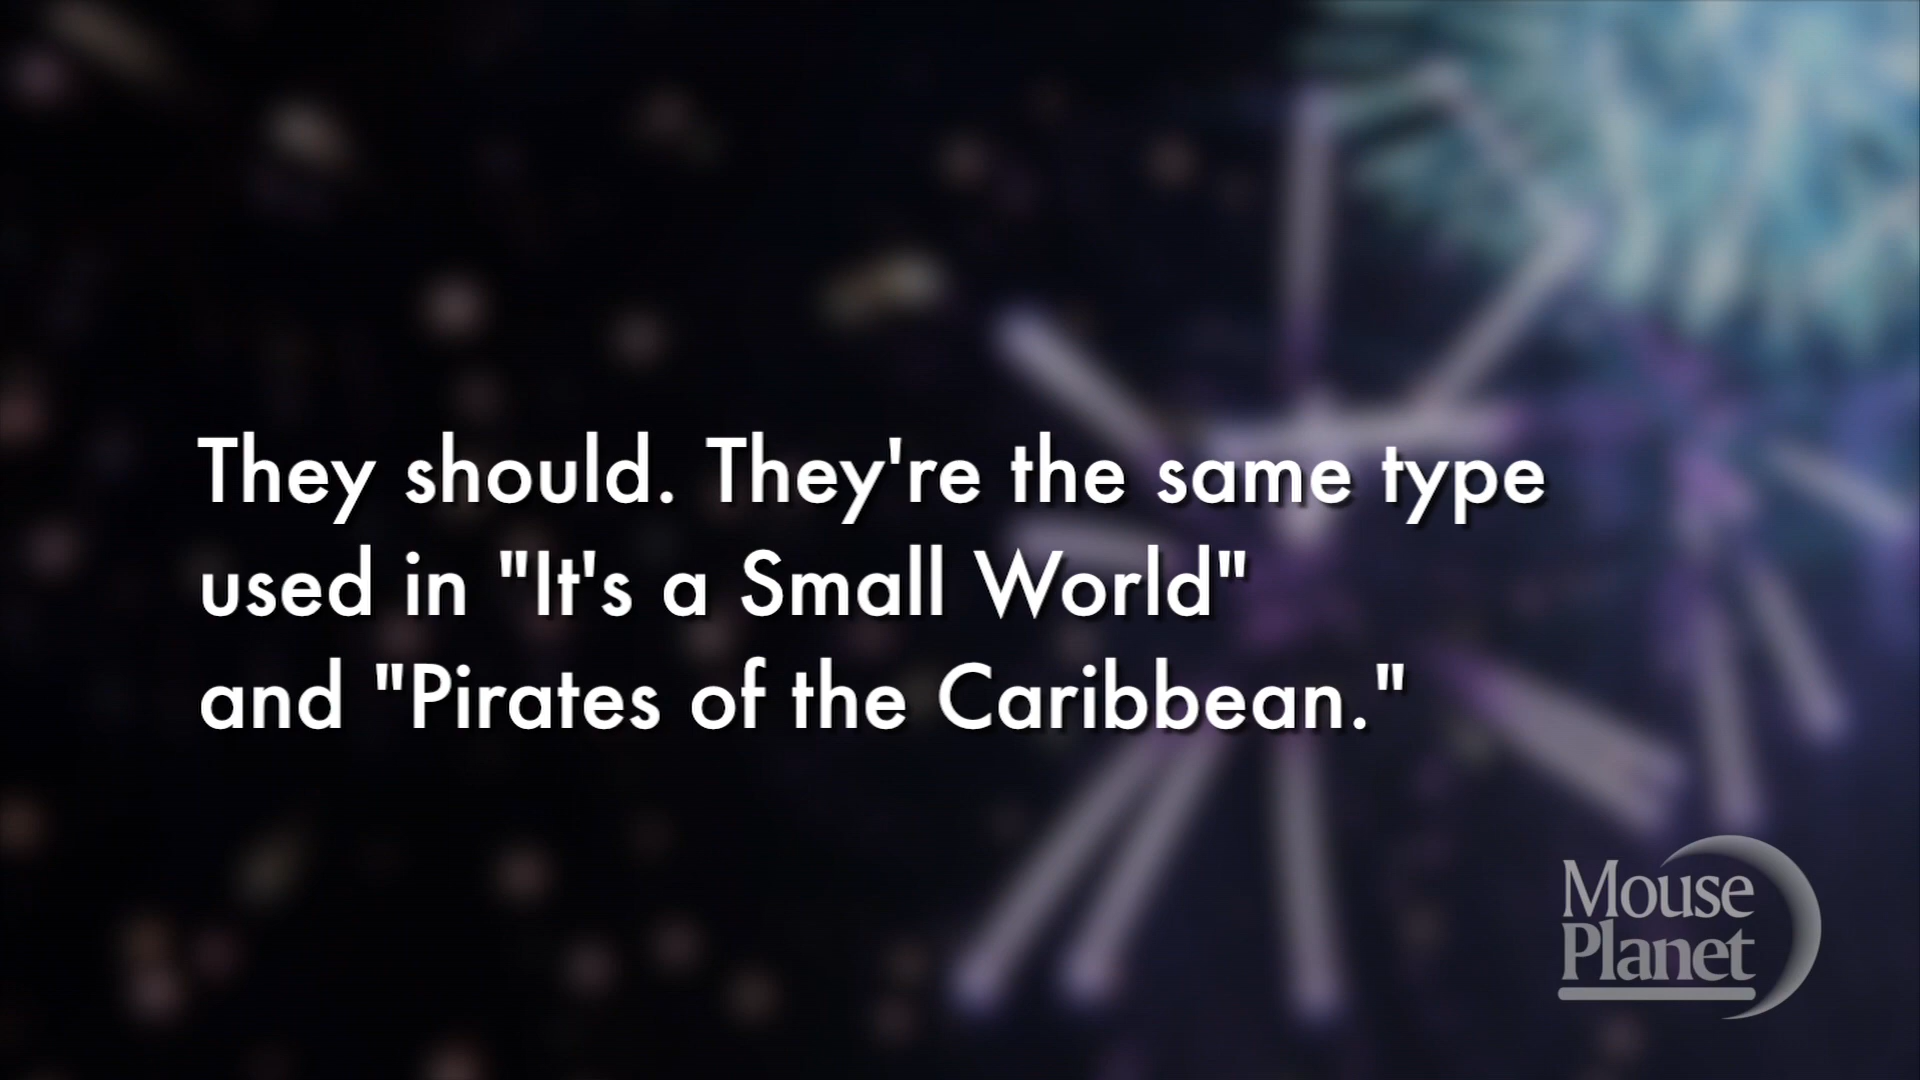 They should. They're the same type
used in "It's a Small World"
and "Pirates of the Caribbean."
Mouse
Planet